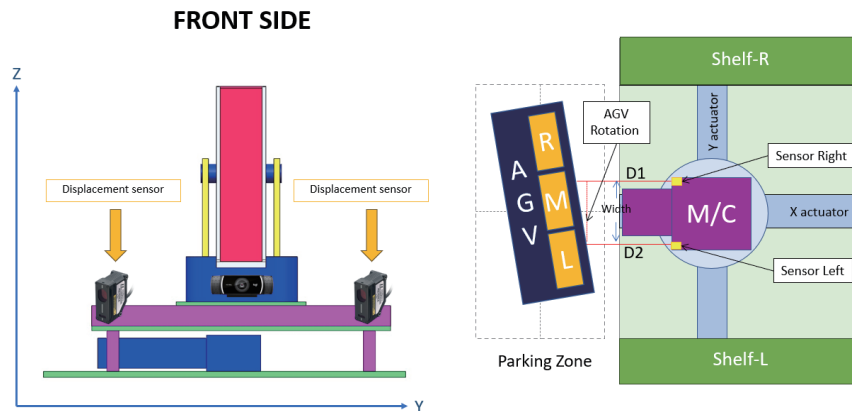 FRONT SIDE
Z
Displacement sensor
Displacement sensor
Y
Shelf-R
AGV
Rotation
Y actuator
Sensor Right
R
A
G
V
M
L
D1
Width
D2
M/C
X actuator
Sensor Left
Parking Zone
Shelf-L